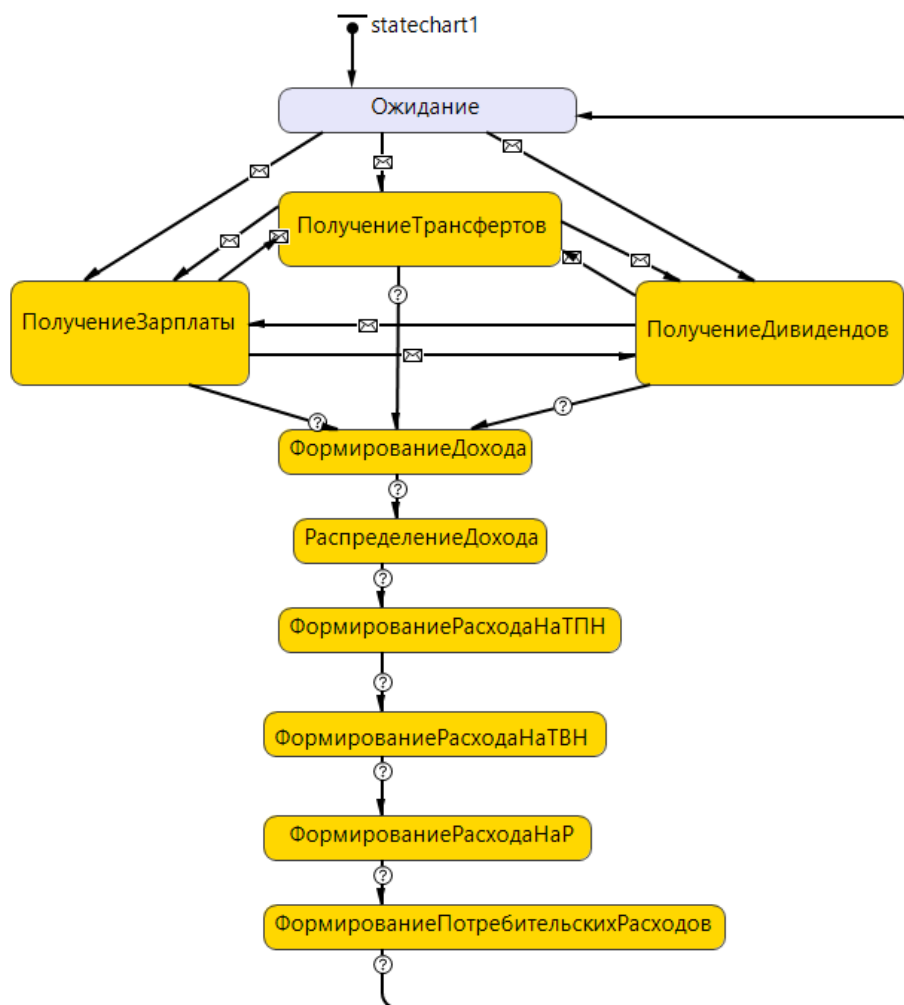 statechart1
Ожидание
ПолучениеТрансфертов
ПолучениеЗарплаты
ПолучениеДивидендов
?
?
?
ФормированиеДохода
?
РаспределениеДохода
?
ФормированиеРасходаНаТПН
?
ФормированиеРасходаНаТВН
?
ФормированиеРасходаНаР
?
ФормированиеПотребительскихРасходов
?